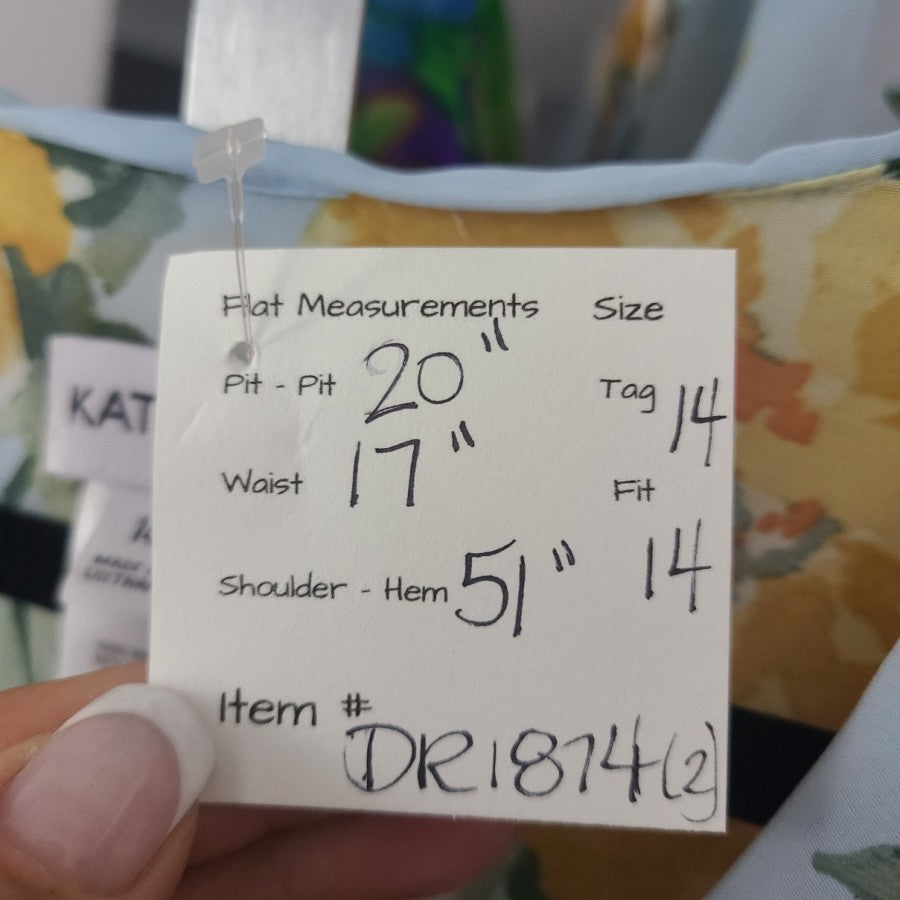 Flat Measurements Size
Pit - Pit 20" Tag 14
Waist 17" Fit 14
Shoulder - Hem 51"
Item #
DR1874(2)
KAT